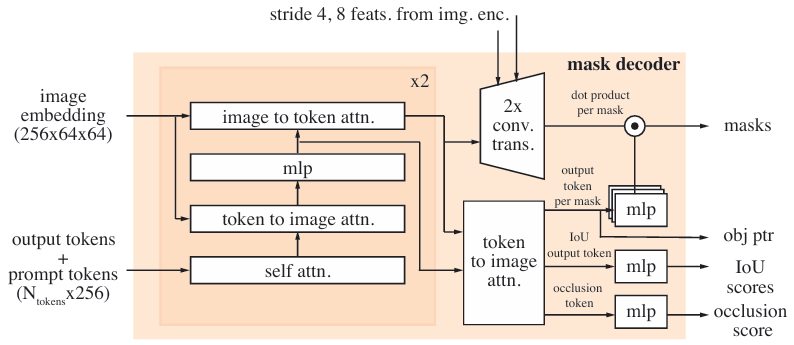 stride 4, 8 feats. from img. enc.
mask decoder
x2
image
embedding
(256x64x64)
image to token attn.
mlp
token to image attn.
self attn.
output tokens
+
prompt tokens
(Ntokensx256)
2x
conv.
trans.
dot product
per mask
masks
token
to image
attn.
output
token
per mask
mlp
obj ptr
IoU
output token
mlp
IoU
scores
occlusion
token
mlp
occlusion
score